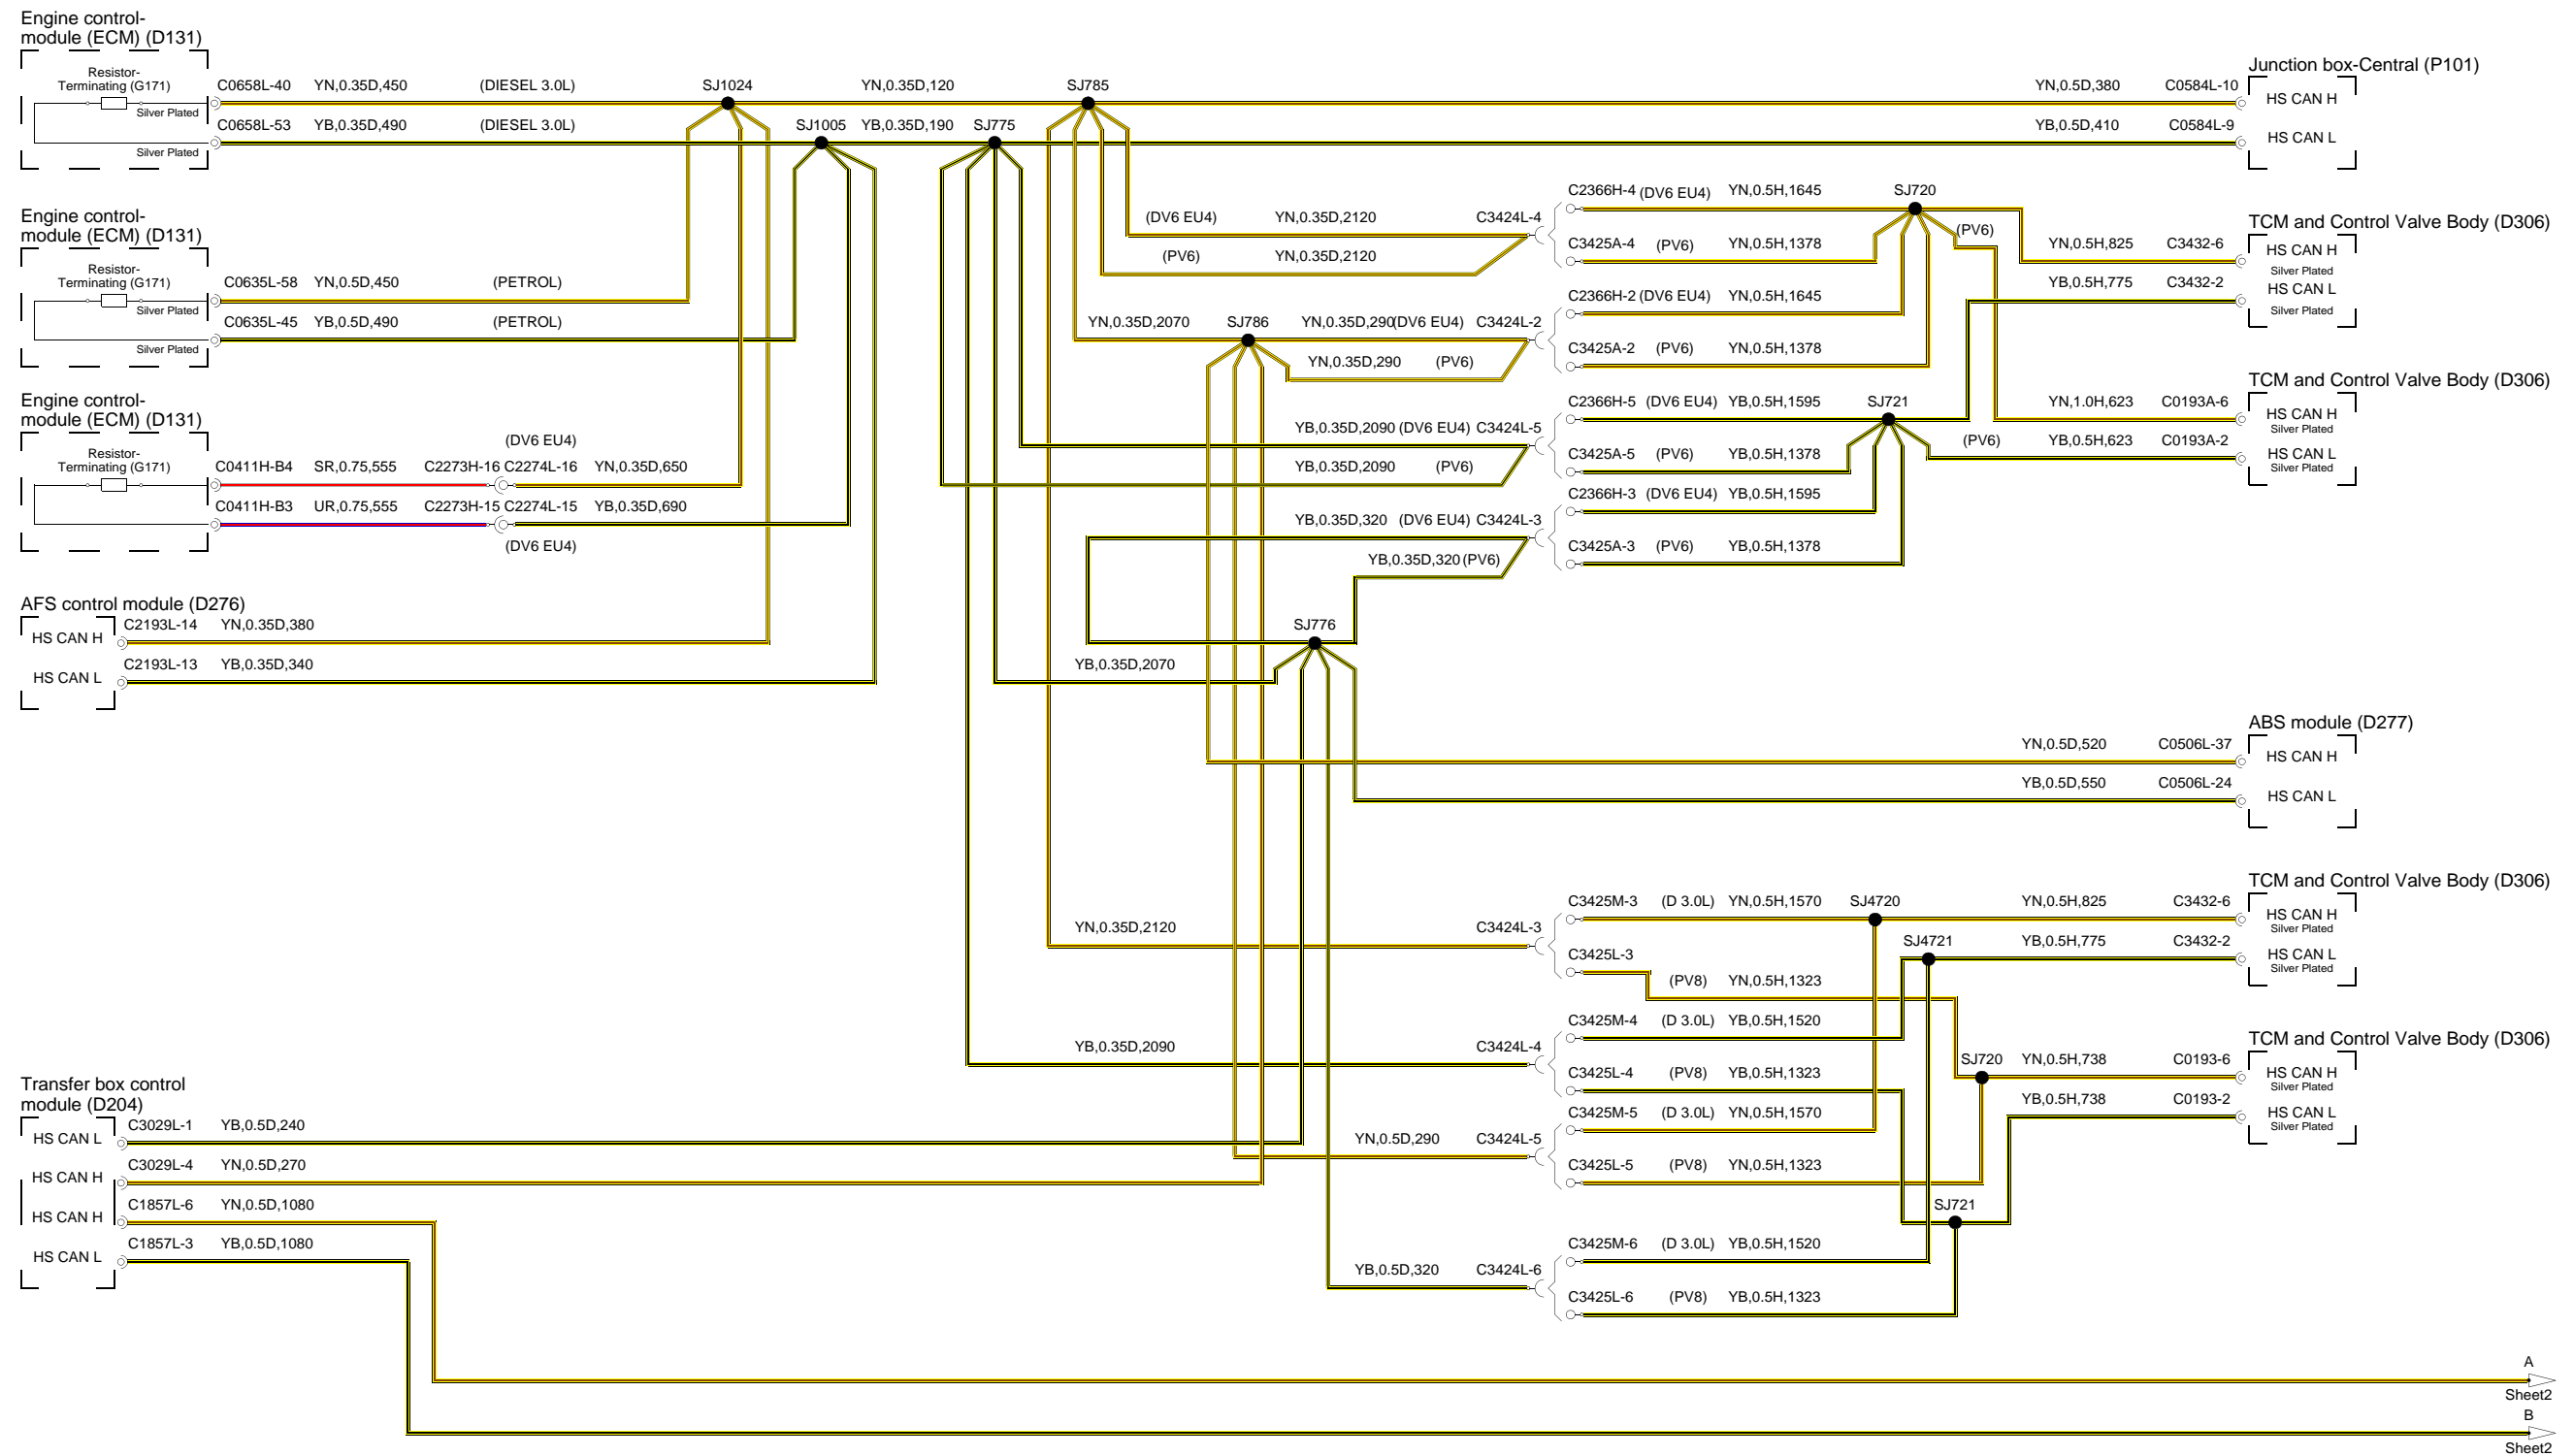 Engine control-
module (ECM) (D131)
Resistor-
Terminating (G171)
Silver Plated
Silver Plated
C0658L-40 YN,0.35D,450 (DIESEL 3.0L) SJ1024 YN,0.35D,120 SJ785 YN,0.5D,380 C0584L-10
C0658L-53 YB,0.35D,490 (DIESEL 3.0L) SJ1005 YB,0.35D,190 SJ775 YB,0.5D,410 C0584L-9
Junction box-Central (P101)
HS CAN H
HS CAN L
Engine control-
module (ECM) (D131)
Resistor-
Terminating (G171)
Silver Plated
Silver Plated
C0635L-58 YN,0.5D,450 (PETROL)
C0635L-45 YB,0.5D,490 (PETROL)
Engine control-
module (ECM) (D131)
Resistor-
Terminating (G171)
(DV6 EU4)
C0411H-B4 SR,0.75,555 C2273H-16 C2274L-16 YN,0.35D,650
C0411H-B3 UR,0.75,555 C2273H-15 C2274L-15 YB,0.35D,690
(DV6 EU4)
AFS control module (D276)
HS CAN H C2193L-14 YN,0.35D,380
HS CAN L C2193L-13 YB,0.35D,340
(DV6 EU4) YN,0.35D,2120 C3424L-4
(PV6) YN,0.35D,2120
C2366H-4 (DV6 EU4) YN,0.5H,1645 SJ720
C3425A-4 (PV6) YN,0.5H,1378
(PV6)
YN,0.35D,2070 SJ786 YN,0.35D,290(DV6 EU4) C3424L-2
YN,0.35D,290 (PV6)
C2366H-2 (DV6 EU4) YN,0.5H,1645
C3425A-2 (PV6) YN,0.5H,1378
YB,0.35D,2090 (DV6 EU4) C3424L-5
YB,0.35D,2090 (PV6)
C2366H-5 (DV6 EU4) YB,0.5H,1595 SJ721
C3425A-5 (PV6) YB,0.5H,1378
(PV6)
YB,0.35D,320 (DV6 EU4) C3424L-3
YB,0.35D,320 (PV6)
C2366H-3 (DV6 EU4) YB,0.5H,1595
C3425A-3 (PV6) YB,0.5H,1378
SJ776
YB,0.35D,2070
TCM and Control Valve Body (D306)
YN,0.5H,825 C3432-6 HS CAN H
Silver Plated
YB,0.5H,775 C3432-2 HS CAN L
Silver Plated
TCM and Control Valve Body (D306)
YN,1.0H,623 C0193A-6 HS CAN H
Silver Plated
YB,0.5H,623 C0193A-2 HS CAN L
Silver Plated
ABS module (D277)
YN,0.5D,520 C0506L-37 HS CAN H
YB,0.5D,550 C0506L-24 HS CAN L
YN,0.35D,2120 C3424L-3
C3425M-3 (D 3.0L) YN,0.5H,1570 SJ4720
C3425L-3
(PV8) YN,0.5H,1323
SJ4721
TCM and Control Valve Body (D306)
YN,0.5H,825 C3432-6 HS CAN H
Silver Plated
YB,0.5H,775 C3432-2 HS CAN L
Silver Plated
YB,0.35D,2090 C3424L-4
C3425M-4 (D 3.0L) YB,0.5H,1520
C3425L-4 (PV8) YB,0.5H,1323
SJ720
TCM and Control Valve Body (D306)
YN,0.5H,738 C0193-6 HS CAN H
Silver Plated
YB,0.5H,738 C0193-2 HS CAN L
Silver Plated
YN,0.5D,290 C3424L-5
C3425M-5 (D 3.0L) YN,0.5H,1570
C3425L-5 (PV8) YN,0.5H,1323
SJ721
YB,0.5D,320 C3424L-6
C3425M-6 (D 3.0L) YB,0.5H,1520
C3425L-6 (PV8) YB,0.5H,1323
Transfer box control
module (D204)
HS CAN L C3029L-1 YB,0.5D,240
HS CAN H C3029L-4 YN,0.5D,270
HS CAN H C1857L-6 YN,0.5D,1080
HS CAN L C1857L-3 YB,0.5D,1080
A
Sheet2
B
Sheet2